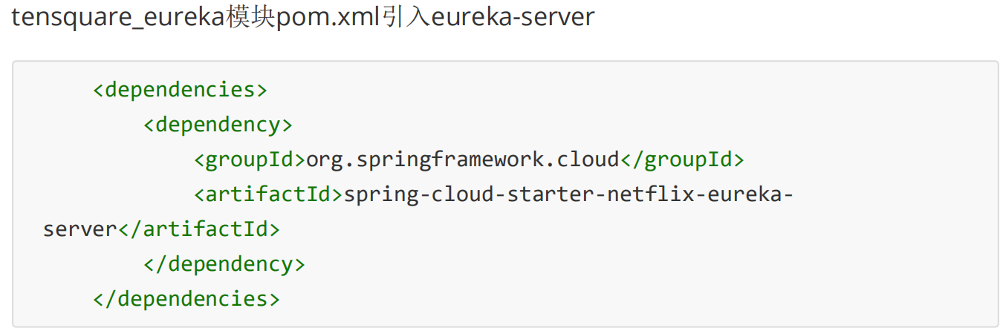 tensquare_eureka模块pom.xml引入eureka-server
<dependencies>
<dependency>
<groupId>org.springframework.cloud</groupId>
<artifactId>spring-cloud-starter-netflix-eureka-
server</artifactId>
</dependency>
</dependencies>